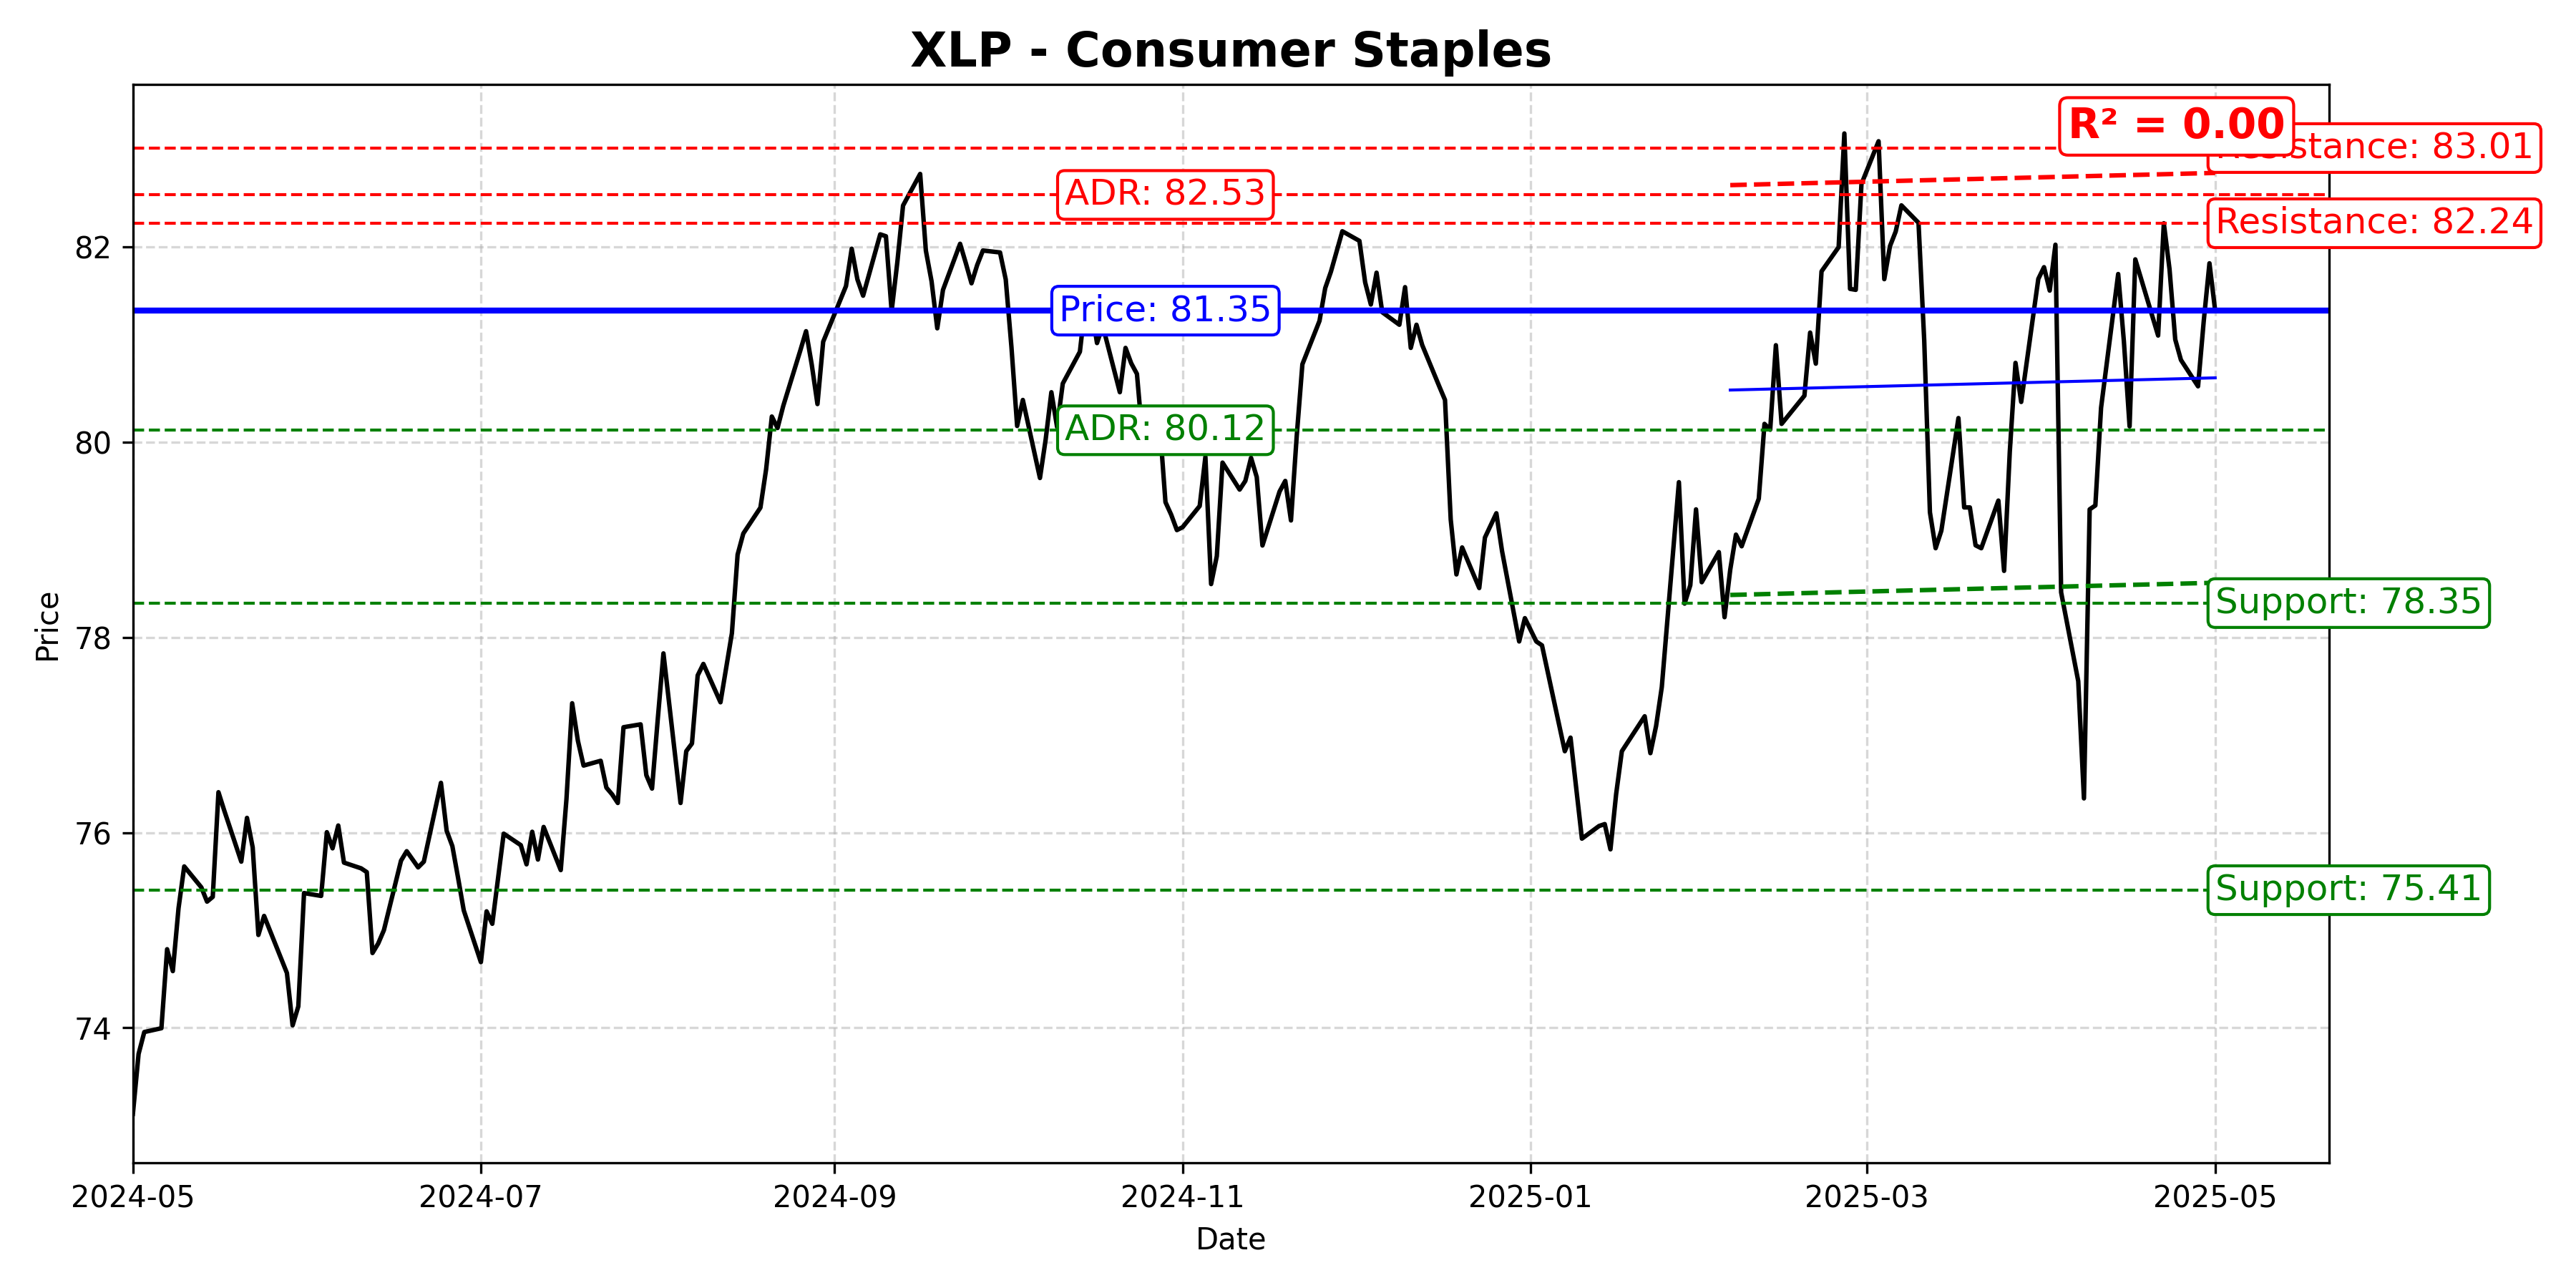 XLP - Consumer Staples
R² = 0.00
stance: 83.01
ADR: 82.53
Resistance: 82.24
82
Price: 81.35
ADR: 80.12
80
Support: 78.35
78
Price
76
Support: 75.41
74
2024-05 2024-07 2024-09 2024-11 2025-01 2025-03 2025-05
Date